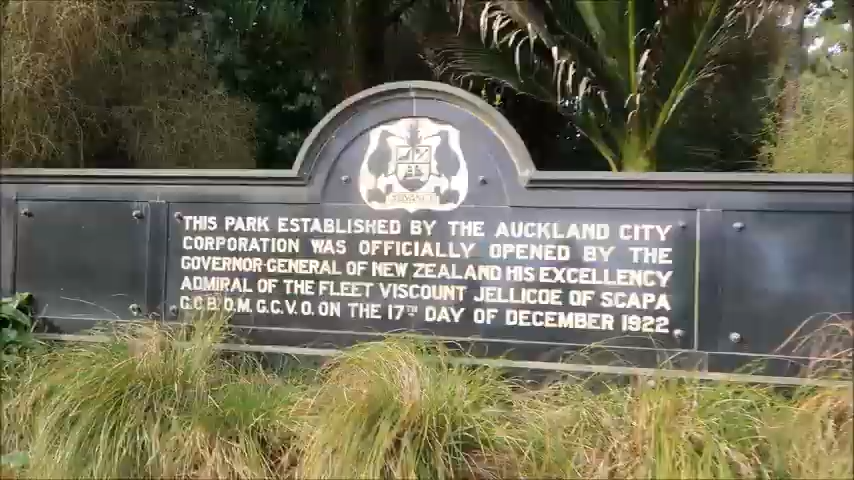 ADVANCE
THIS PARK ESTABLISHED BY THE AUCKLAND CITY
CORPORATION WAS OFFICIALLY OPENED BY THE
GOVERNOR-GENERAL OF NEW ZEALAND HIS EXCELLENCY
ADMIRAL OF THE FLEET VISCOUNT JELLICOE OF SCAPA
G.C.B. O.M. G.C.V.O. ON THE 17TH DAY OF DECEMBER 1922